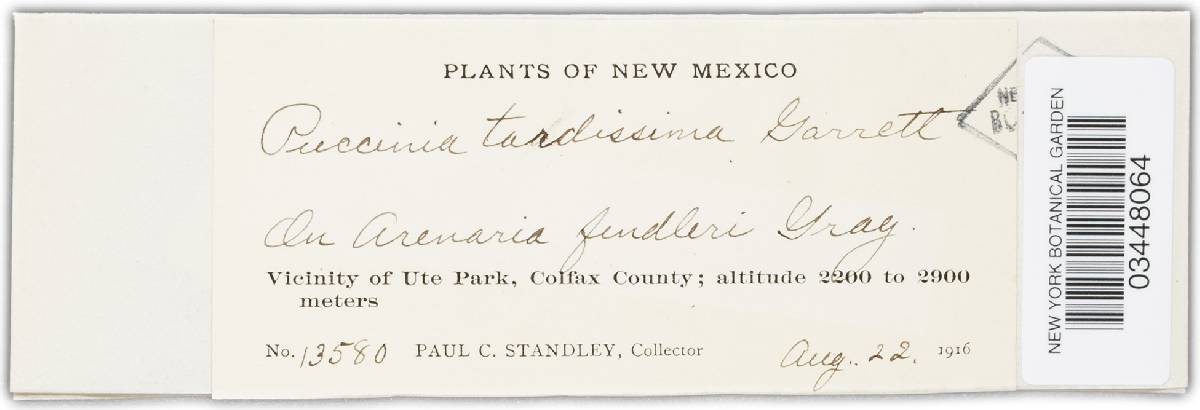 PLANTS OF NEW MEXICO
Puccinia tardissima Garrett
On Arenaria fendleri Gray.
Vicinity of Ute Park, Colfax County; altitude 2200 to 2900
meters
No. 13580 PAUL C. STANDLEY, Collector Aug. 22. 1916
NEW YORK BOTANICAL GARDEN
03448064